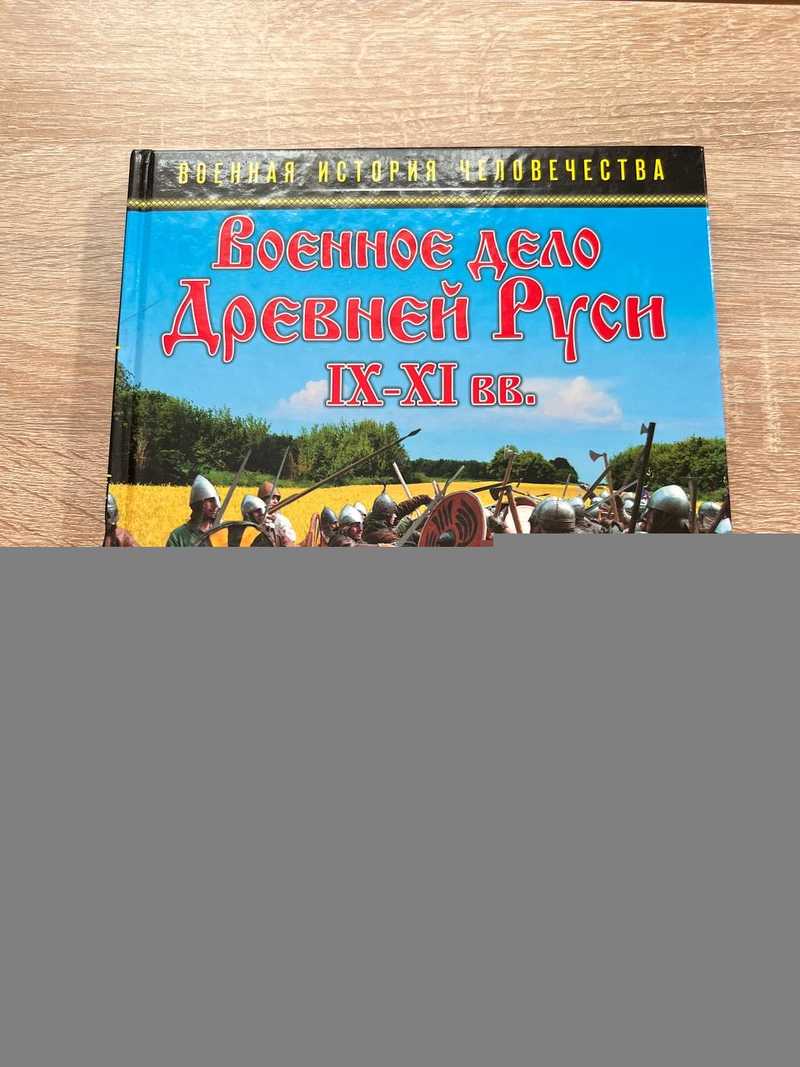 ВОЕННАЯ ИСТОРИЯ ЧЕЛОВЕЧЕСТВА
Военное дело
Древней Руси
IX-XI вв.